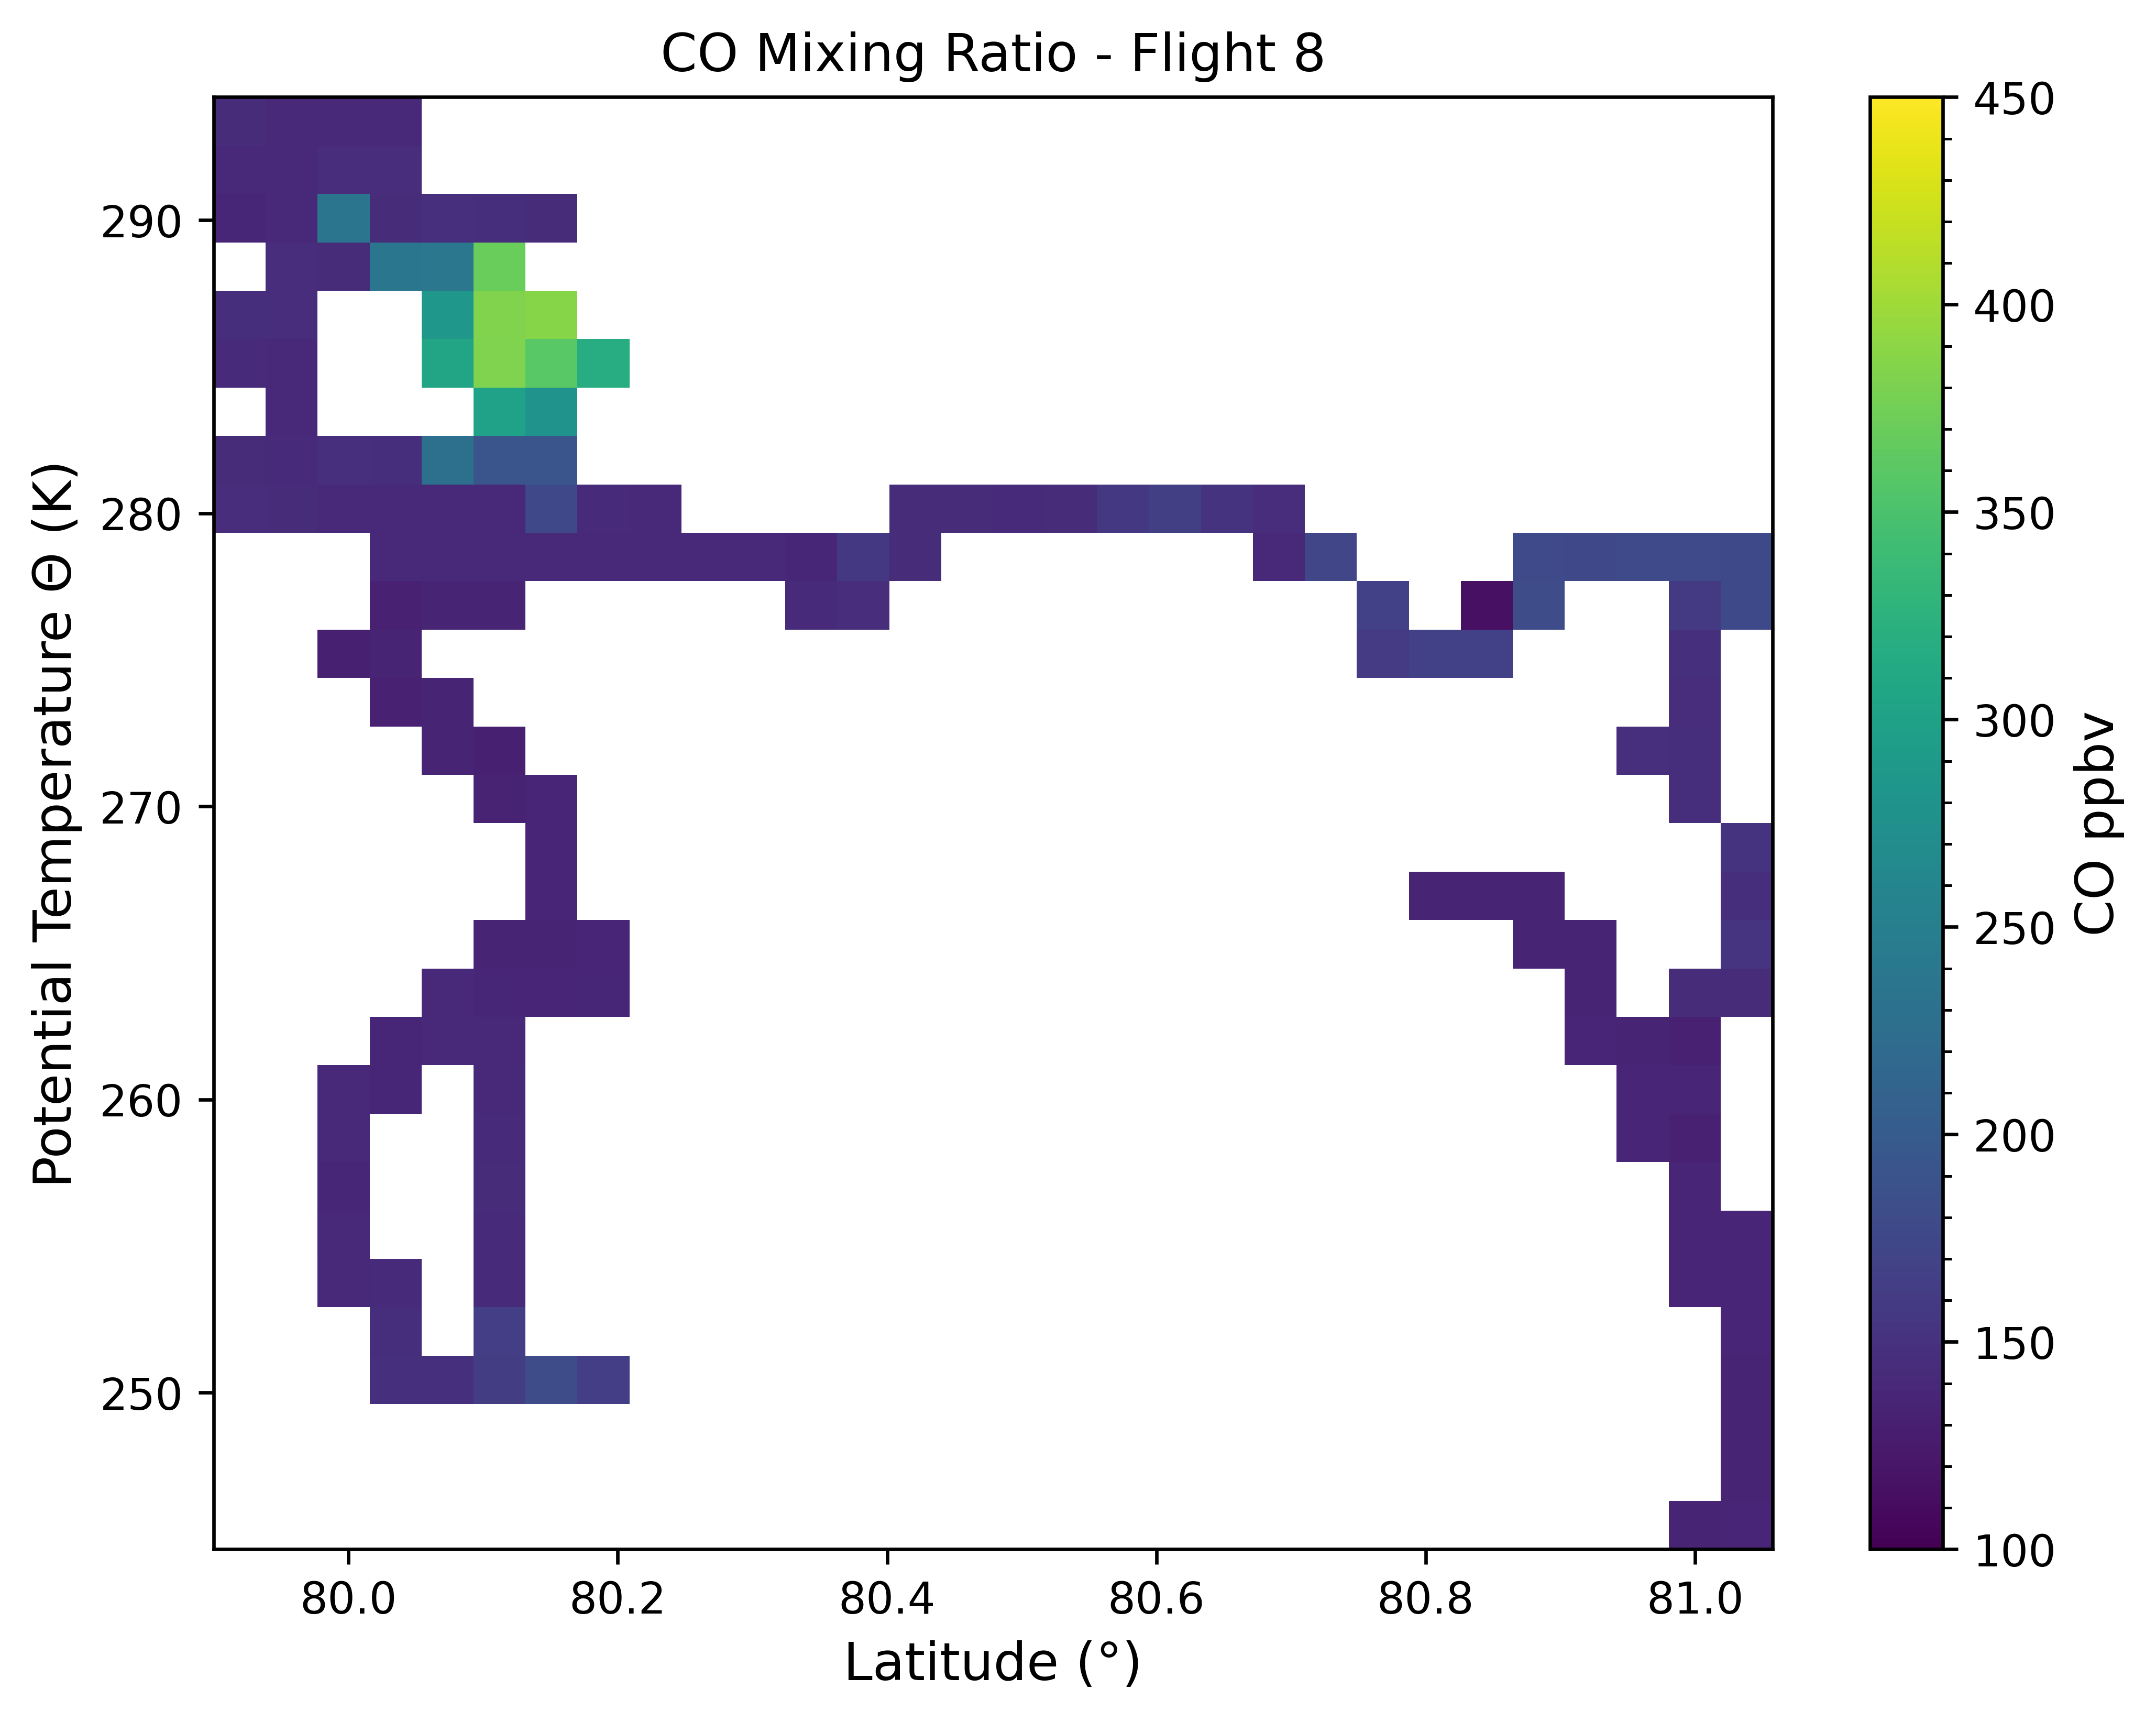 CO Mixing Ratio - Flight 8
Potential Temperature Θ (K)
290
280
270
260
250
80.0 80.2 80.4 80.6 80.8 81.0
Latitude (°)
450
400
350
300
250
200
150
100
CO ppbv